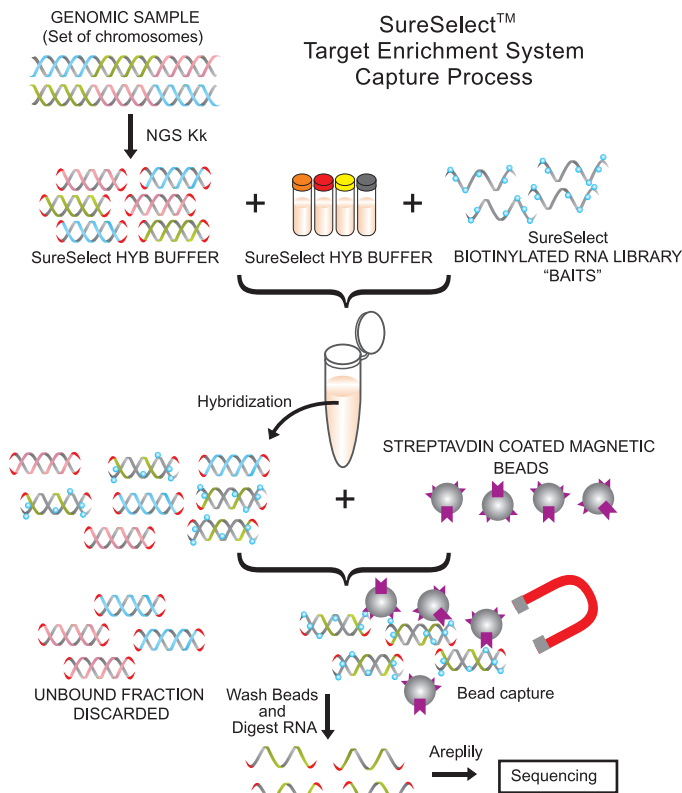 GENOMIC SAMPLE
(Set of chromosomes)
SureSelect™
Target Enrichment System
Capture Process
NGS Kk
SureSelect HYB BUFFER
SureSelect HYB BUFFER
SureSelect
BIOTINYLATED RNA LIBRARY
“BAITS”
Hybridization
STREPTAVDIN COATED MAGNETIC
BEADS
UNBOUND FRACTION
DISCARDED
Wash Beads
and
Digest RNA
Bead capture
Areplily
Sequencing